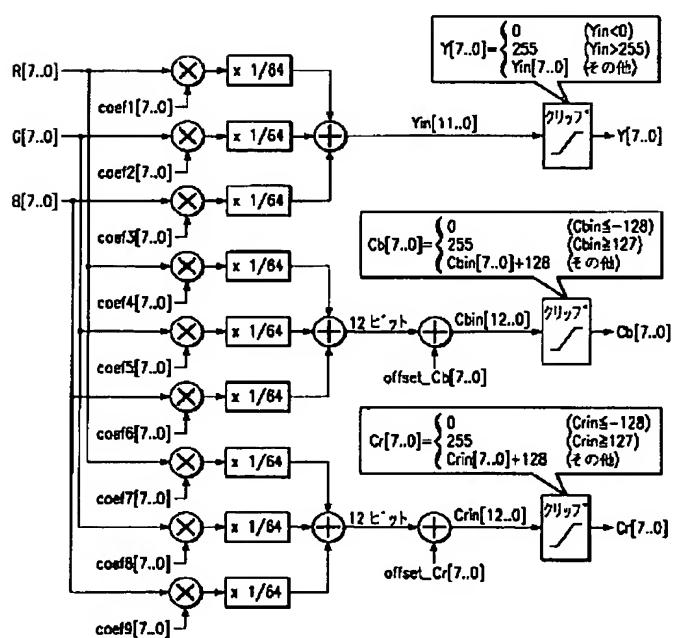 Y[7..0]={0 (Yin<0)
255 (Yin>255)
Yin[7..0] (その他)
R[7..0]
x 1/64
coef1[7..0]
クリップ
G[7..0]
x 1/64
Yin[11..0]
Y[7..0]
coef2[7..0]
B[7..0]
x 1/64
coef3[7..0]
Cb[7..0]={0 (Cbin≦-128)
255 (Cbin≧127)
Cbin[7..0]+128 (その他)
x 1/64
coef4[7..0]
クリップ
x 1/64
12 ビット
Cbin[12..0]
Cb[7..0]
coef5[7..0]
offset_Cb[7..0]
x 1/64
coef6[7..0]
Cr[7..0]={0 (Crin≦-128)
255 (Crin≧127)
Crin[7..0]+128 (その他)
x 1/64
coef7[7..0]
クリップ
x 1/64
12 ビット
Crin[12..0]
Cr[7..0]
coef8[7..0]
offset_Cr[7..0]
x 1/64
coef9[7..0]